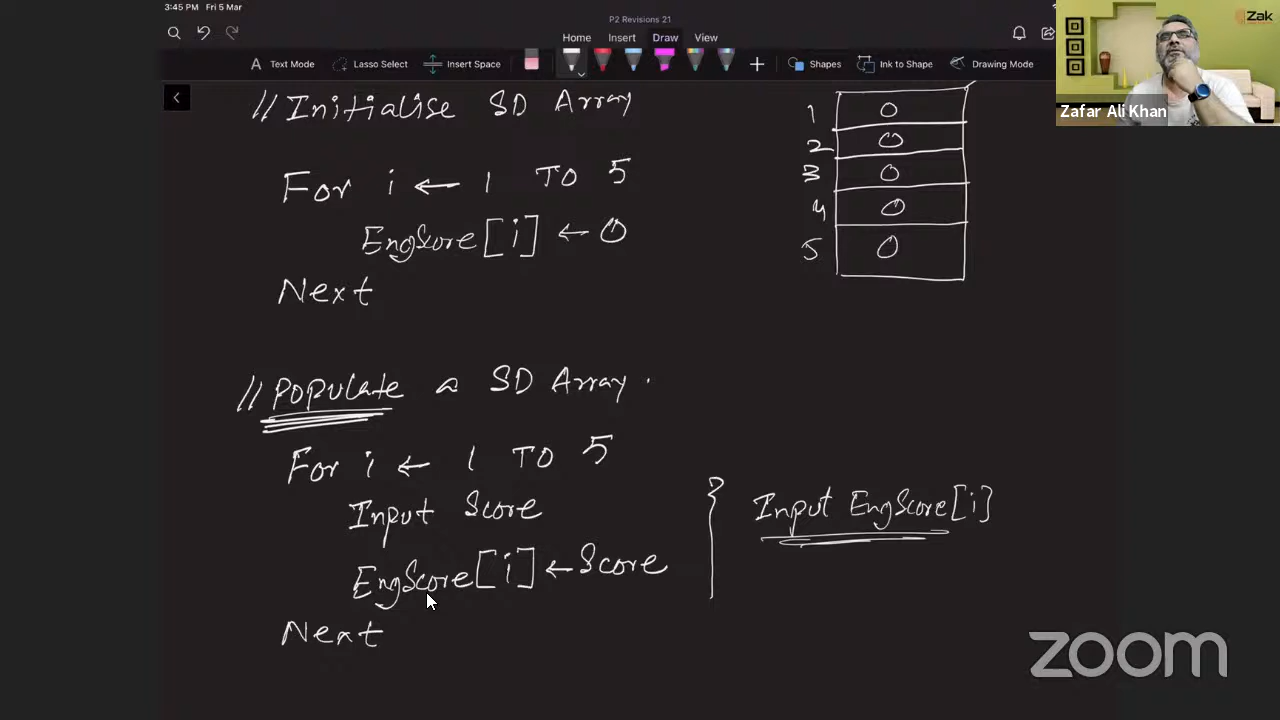 3:45 PM Fri 5 Mar
P2 Revisions 21
Home Insert Draw View
Text Mode Lasso Select Insert Space Shapes Ink to Shape Drawing Mode
Zak
Zafar Ali Khan
// Initialise SD Array
For i ← 1 TO 5
EngScore[i] ← 0
Next
1 0
2 0
3 0
4 0
5 0
// POPULate a SD Array.
For i ← 1 TO 5
Input Score
EngScore[i] ← Score
Next
} Input EngScore[i]
zoom